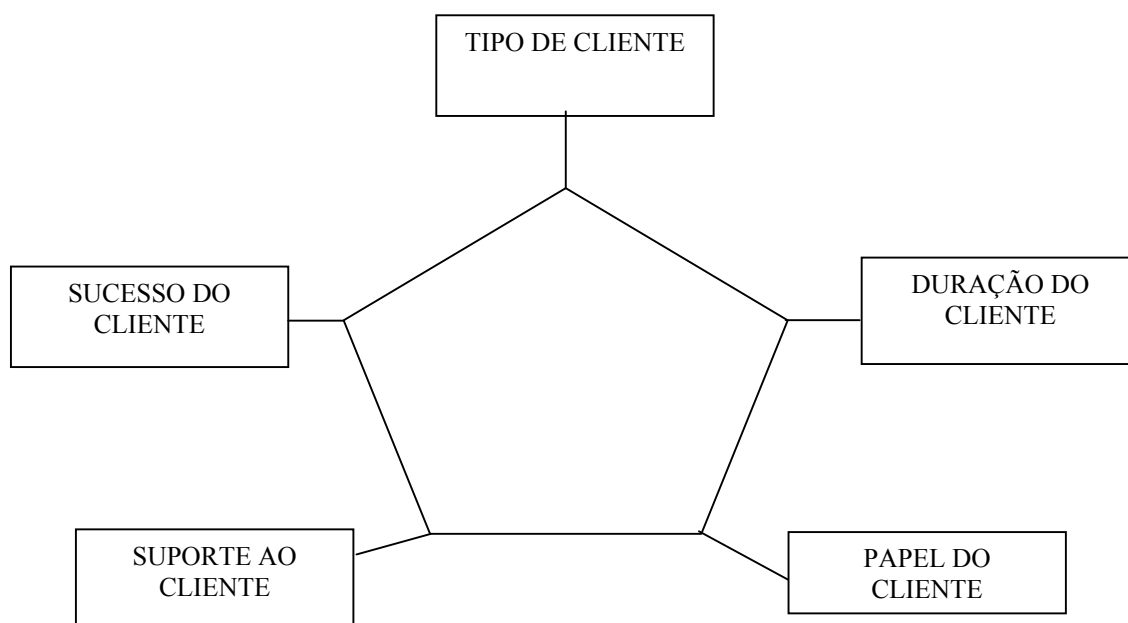 TIPO DE CLIENTE
SUCESSO DO
CLIENTE
DURAÇÃO DO
CLIENTE
SUPORTE AO
CLIENTE
PAPEL DO
CLIENTE